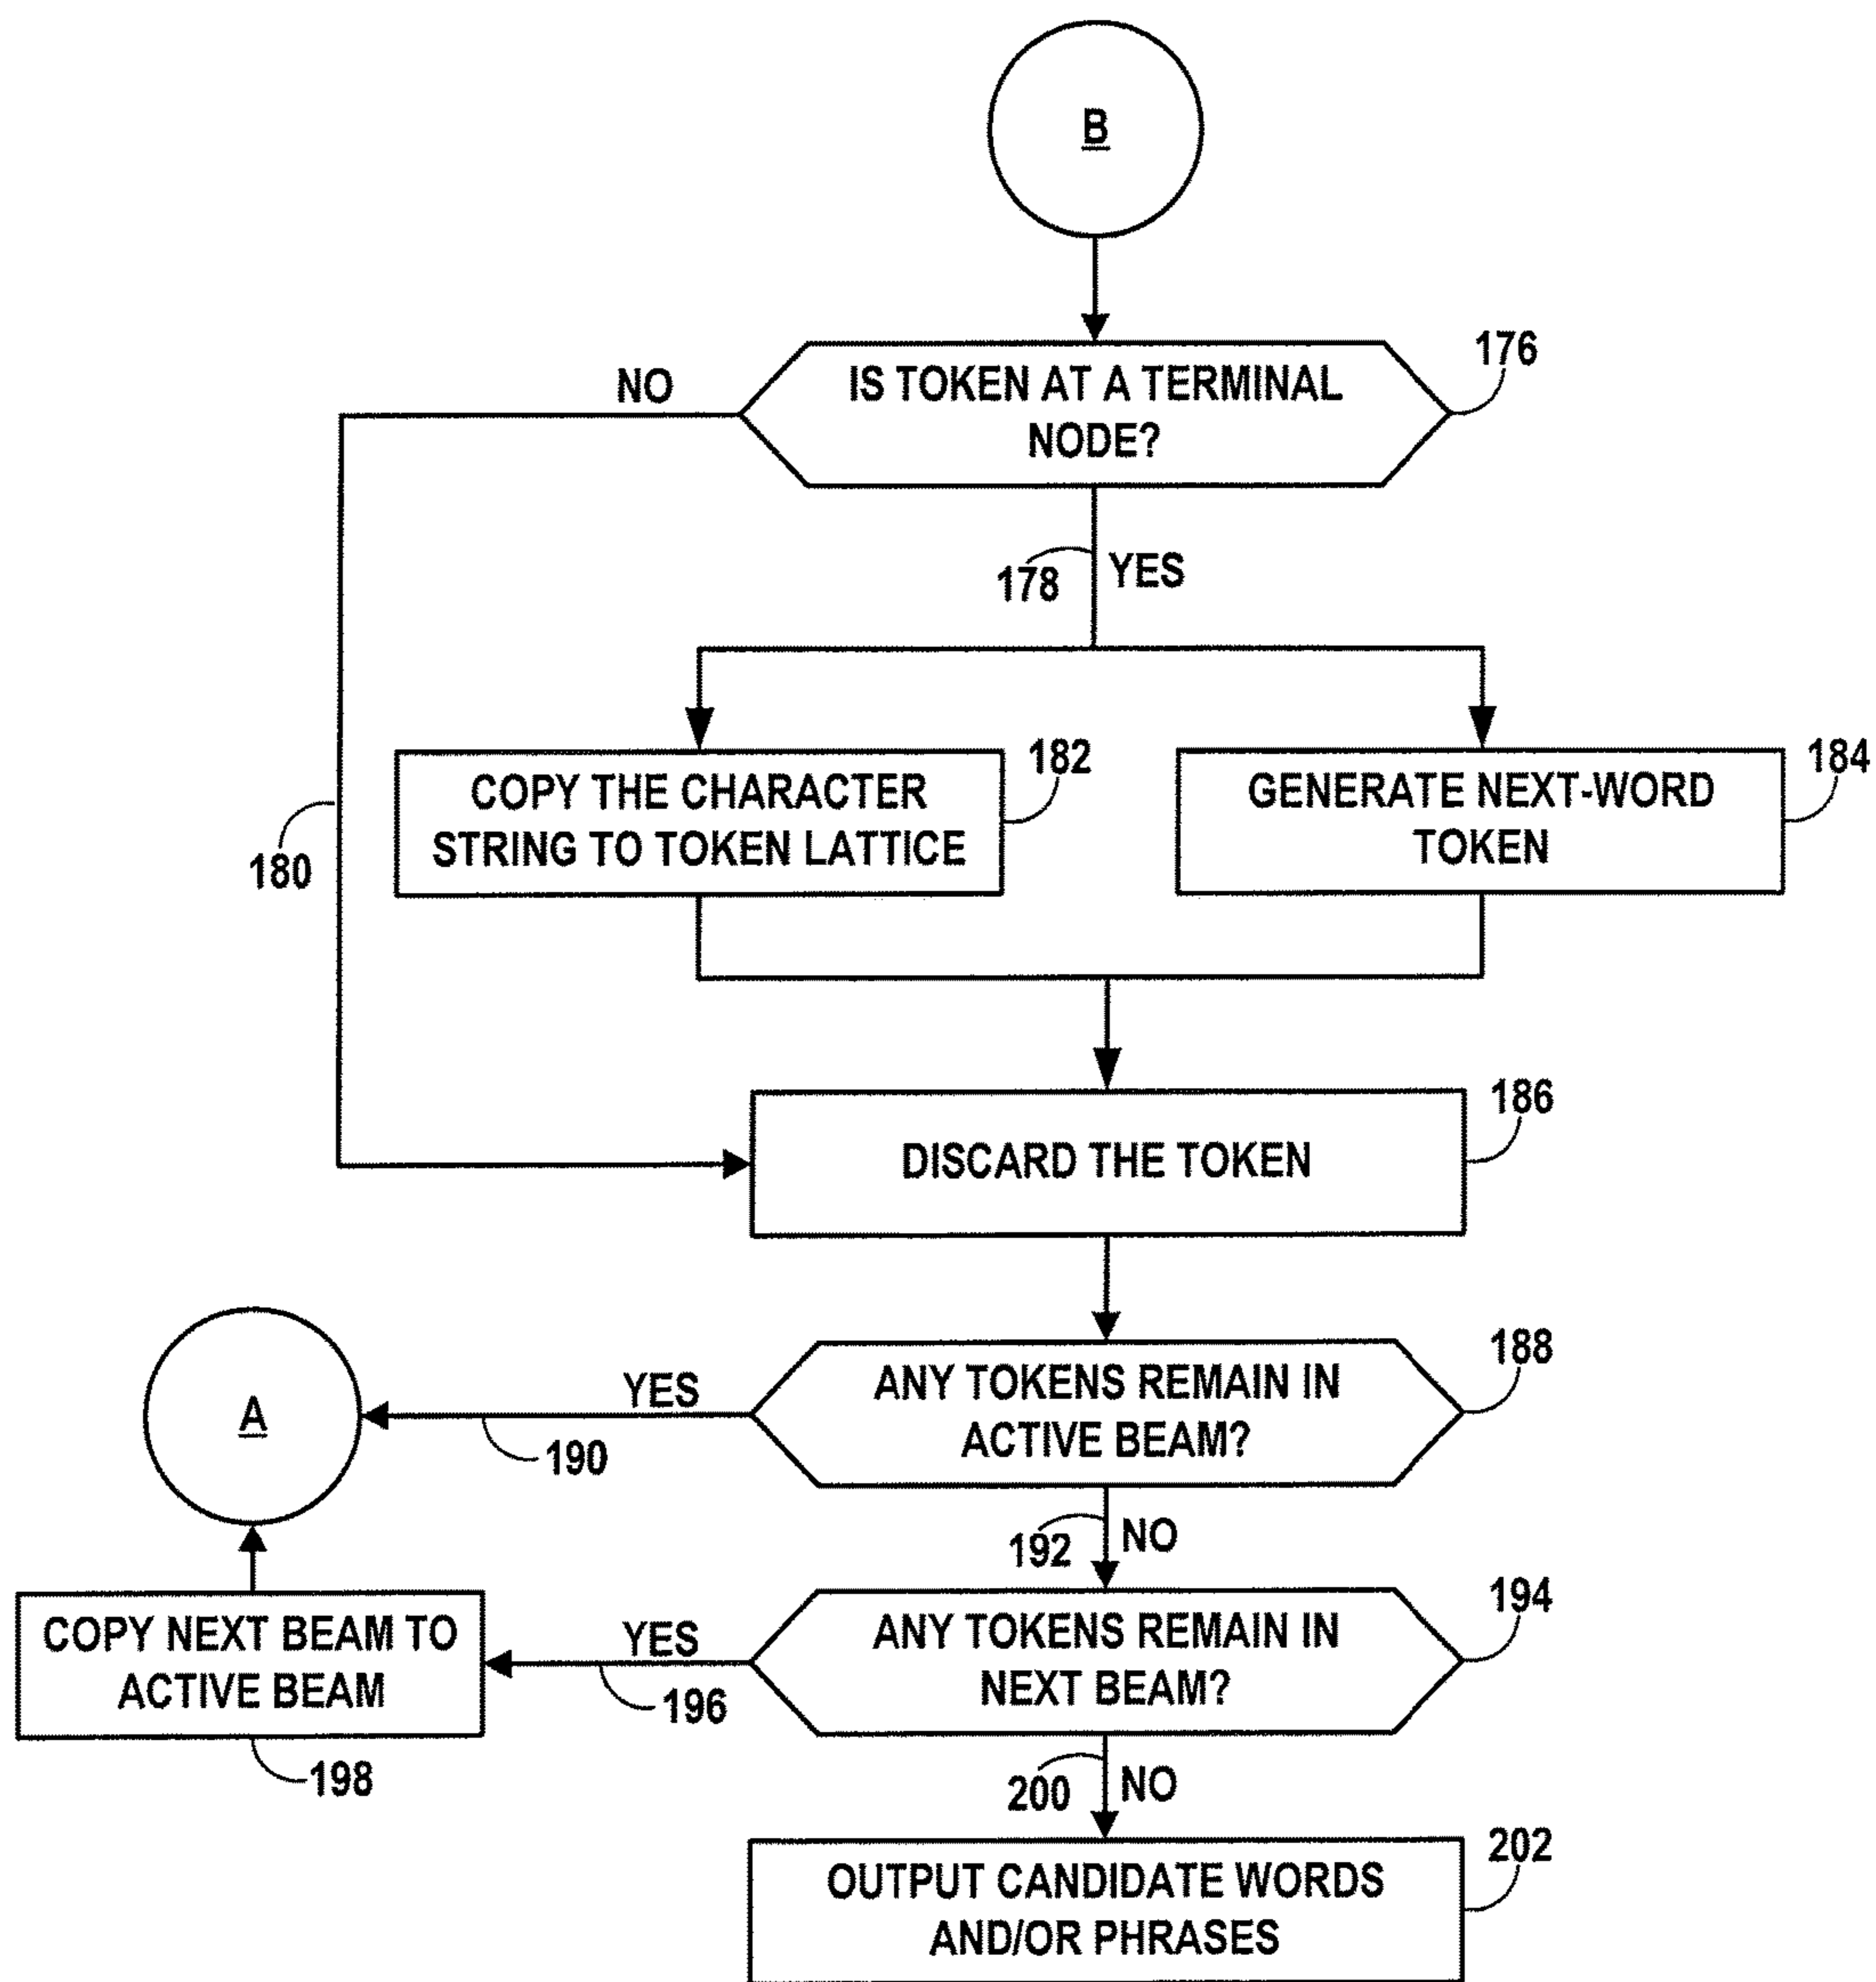 B
IS TOKEN AT A TERMINAL
NODE?
176
NO
178
YES
180
COPY THE CHARACTER
STRING TO TOKEN LATTICE
182
GENERATE NEXT-WORD
TOKEN
184
DISCARD THE TOKEN
186
ANY TOKENS REMAIN IN
ACTIVE BEAM?
188
YES
190
A
192
NO
ANY TOKENS REMAIN IN
NEXT BEAM?
194
YES
196
COPY NEXT BEAM TO
ACTIVE BEAM
198
200
NO
OUTPUT CANDIDATE WORDS
AND/OR PHRASES
202